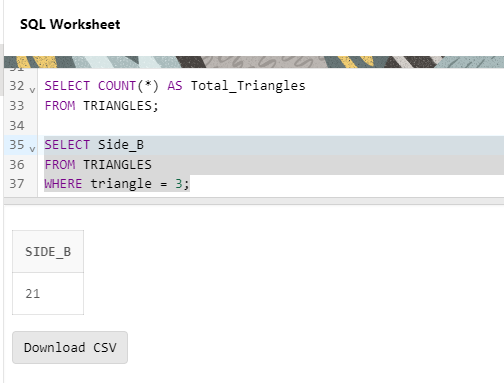 SQL Worksheet
31
32 SELECT COUNT(*) AS Total_Triangles
33 FROM TRIANGLES;
34
35 SELECT Side_B
36 FROM TRIANGLES
37 WHERE triangle = 3;
SIDE_B
21
Download CSV